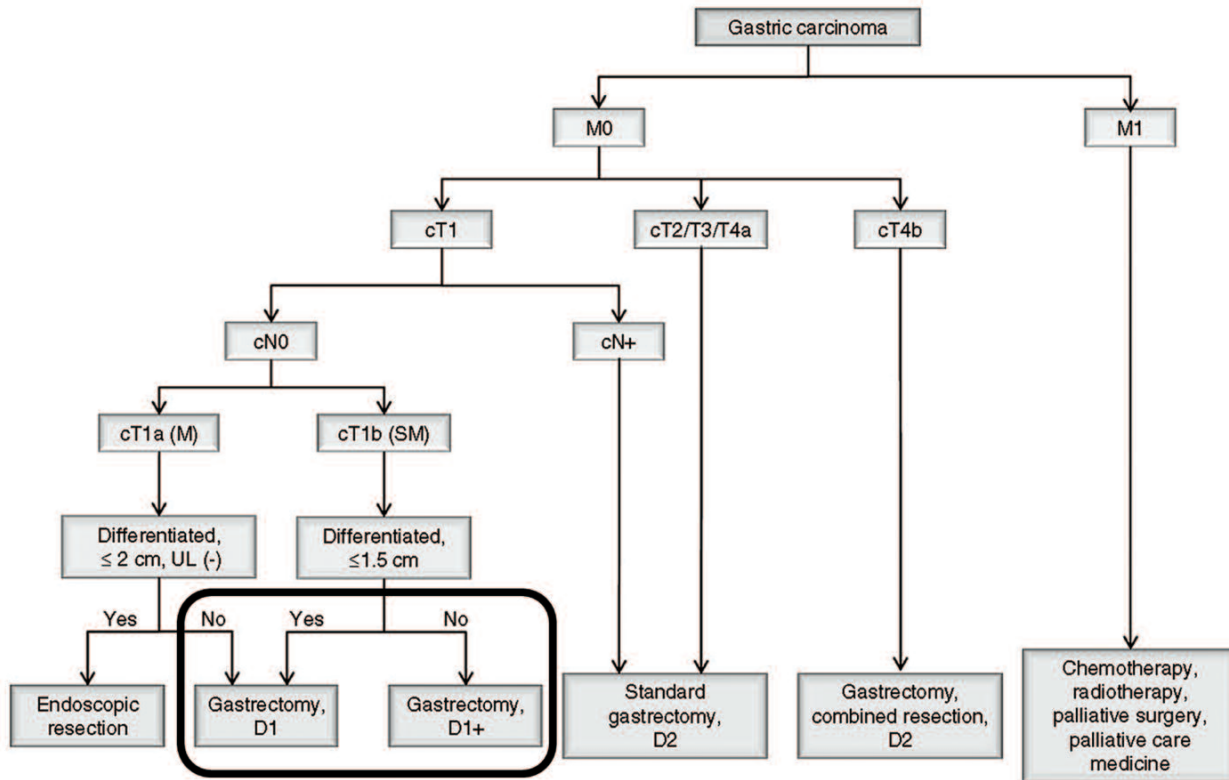 Gastric carcinoma
M0
M1
cT1
cT2/T3/T4a
cT4b
cN0
cN+
cT1a (M)
cT1b (SM)
Differentiated,
≤ 2 cm, UL (-)
Differentiated,
≤1.5 cm
Yes
No
Yes
No
Endoscopic
resection
Gastrectomy,
D1
Gastrectomy,
D1+
Standard
gastrectomy,
D2
Gastrectomy,
combined resection,
D2
Chemotherapy,
radiotherapy,
palliative surgery,
palliative care
medicine